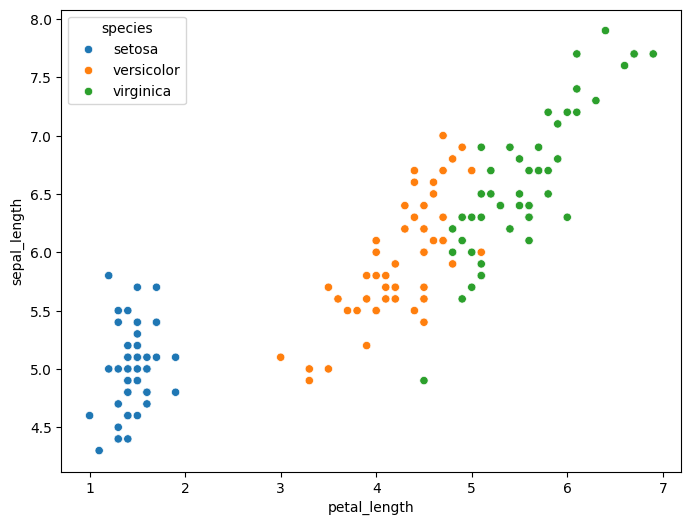 species
setosa
versicolor
virginica
8.0
7.5
7.0
6.5
6.0
5.5
5.0
4.5
sepal_length
1 2 3 4 5 6 7
petal_length